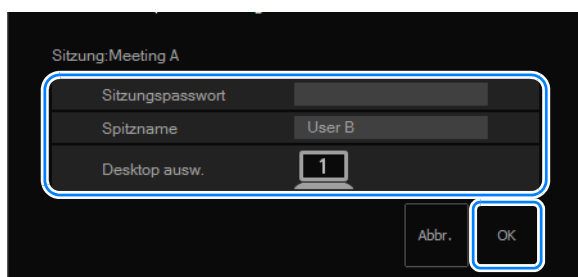 Sitzung:Meeting A
Sitzungspasswort
Spitzname User B
Desktop ausw. 1
Abbr. OK